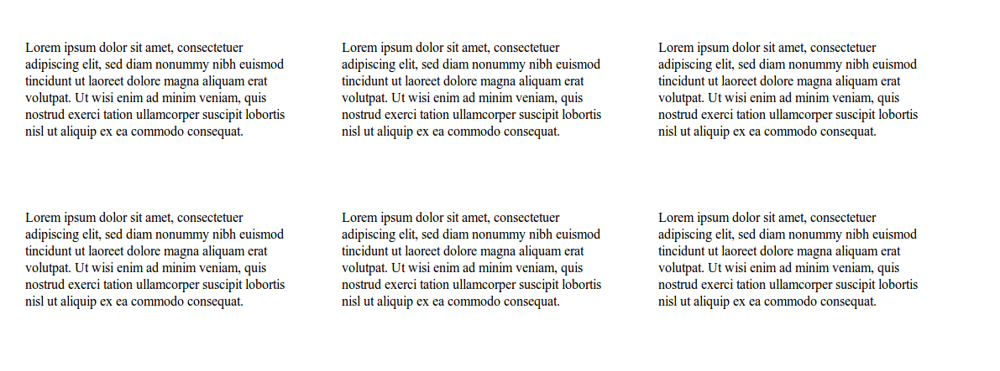 Lorem ipsum dolor sit amet, consectetuer
adipiscing elit, sed diam nonummy nibh euismod
tincidunt ut laoreet dolore magna aliquam erat
volutpat. Ut wisi enim ad minim veniam, quis
nostrud exerci tation ullamcorper suscipit lobortis
nisl ut aliquip ex ea commodo consequat.
Lorem ipsum dolor sit amet, consectetuer
adipiscing elit, sed diam nonummy nibh euismod
tincidunt ut laoreet dolore magna aliquam erat
volutpat. Ut wisi enim ad minim veniam, quis
nostrud exerci tation ullamcorper suscipit lobortis
nisl ut aliquip ex ea commodo consequat.
Lorem ipsum dolor sit amet, consectetuer
adipiscing elit, sed diam nonummy nibh euismod
tincidunt ut laoreet dolore magna aliquam erat
volutpat. Ut wisi enim ad minim veniam, quis
nostrud exerci tation ullamcorper suscipit lobortis
nisl ut aliquip ex ea commodo consequat.
Lorem ipsum dolor sit amet, consectetuer
adipiscing elit, sed diam nonummy nibh euismod
tincidunt ut laoreet dolore magna aliquam erat
volutpat. Ut wisi enim ad minim veniam, quis
nostrud exerci tation ullamcorper suscipit lobortis
nisl ut aliquip ex ea commodo consequat.
Lorem ipsum dolor sit amet, consectetuer
adipiscing elit, sed diam nonummy nibh euismod
tincidunt ut laoreet dolore magna aliquam erat
volutpat. Ut wisi enim ad minim veniam, quis
nostrud exerci tation ullamcorper suscipit lobortis
nisl ut aliquip ex ea commodo consequat.
Lorem ipsum dolor sit amet, consectetuer
adipiscing elit, sed diam nonummy nibh euismod
tincidunt ut laoreet dolore magna aliquam erat
volutpat. Ut wisi enim ad minim veniam, quis
nostrud exerci tation ullamcorper suscipit lobortis
nisl ut aliquip ex ea commodo consequat.